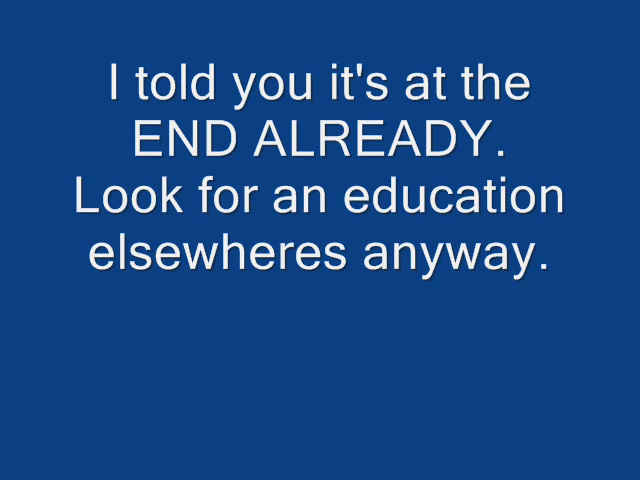 I told you it's at the
END ALREADY.
Look for an education
elsewheres anyway.